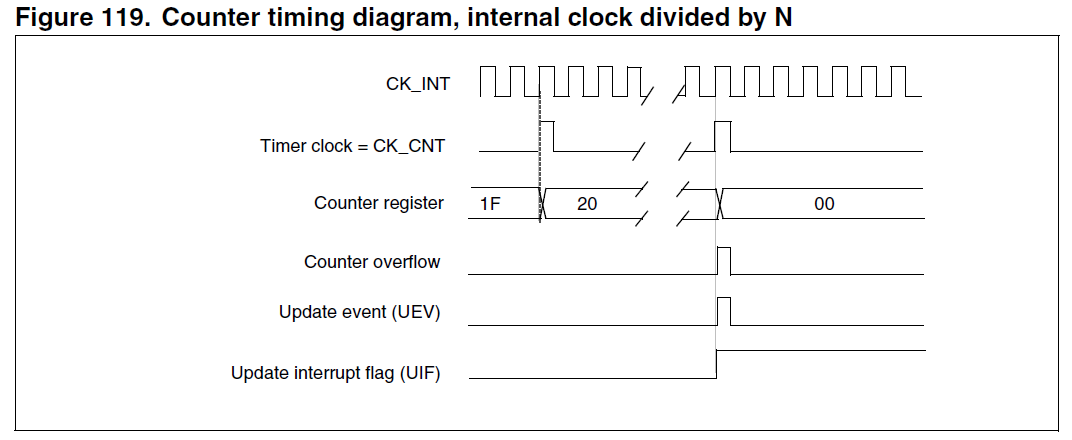 Figure 119. Counter timing diagram, internal clock divided by N
CK_INT
Timer clock = CK_CNT
Counter register
1F
20
00
Counter overflow
Update event (UEV)
Update interrupt flag (UIF)